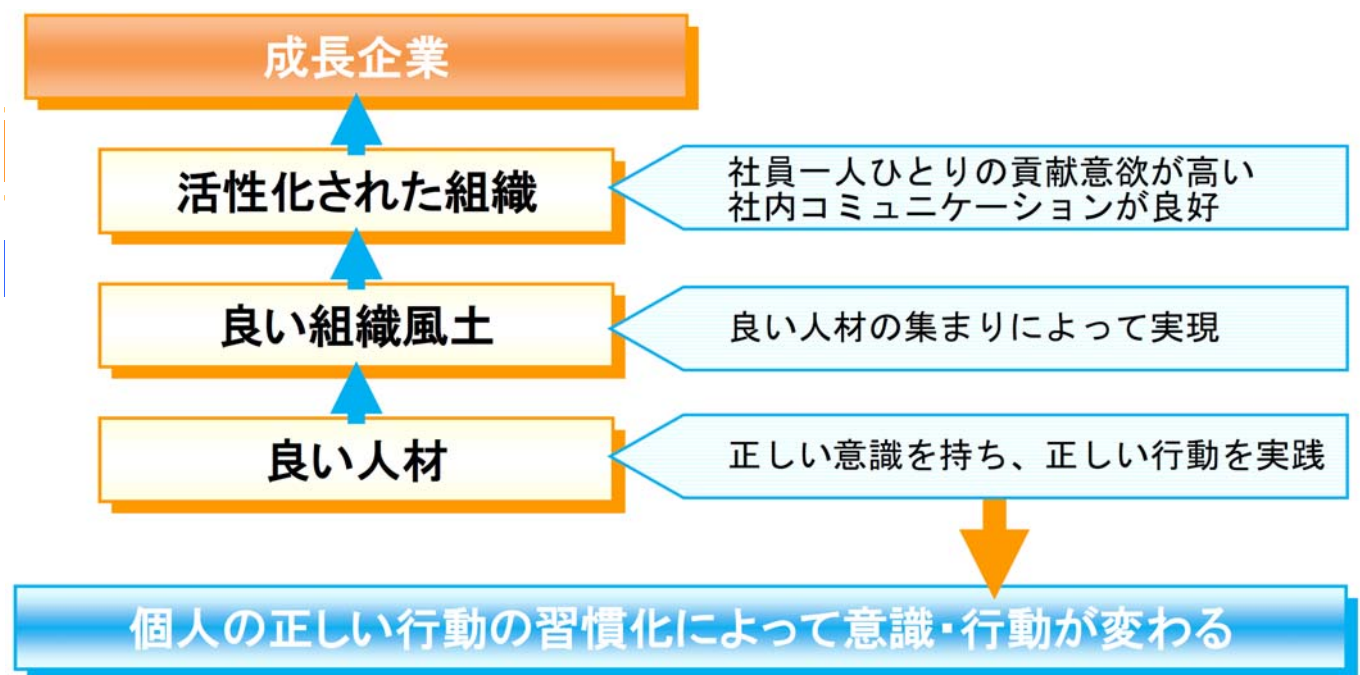 成長企業
活性化された組織
社員一人ひとりの貢献意欲が高い
社内コミュニケーションが良好
良い組織風土
良い人材の集まりによって実現
良い人材
正しい意識を持ち、正しい行動を実践
個人の正しい行動の習慣化によって意識・行動が変わる